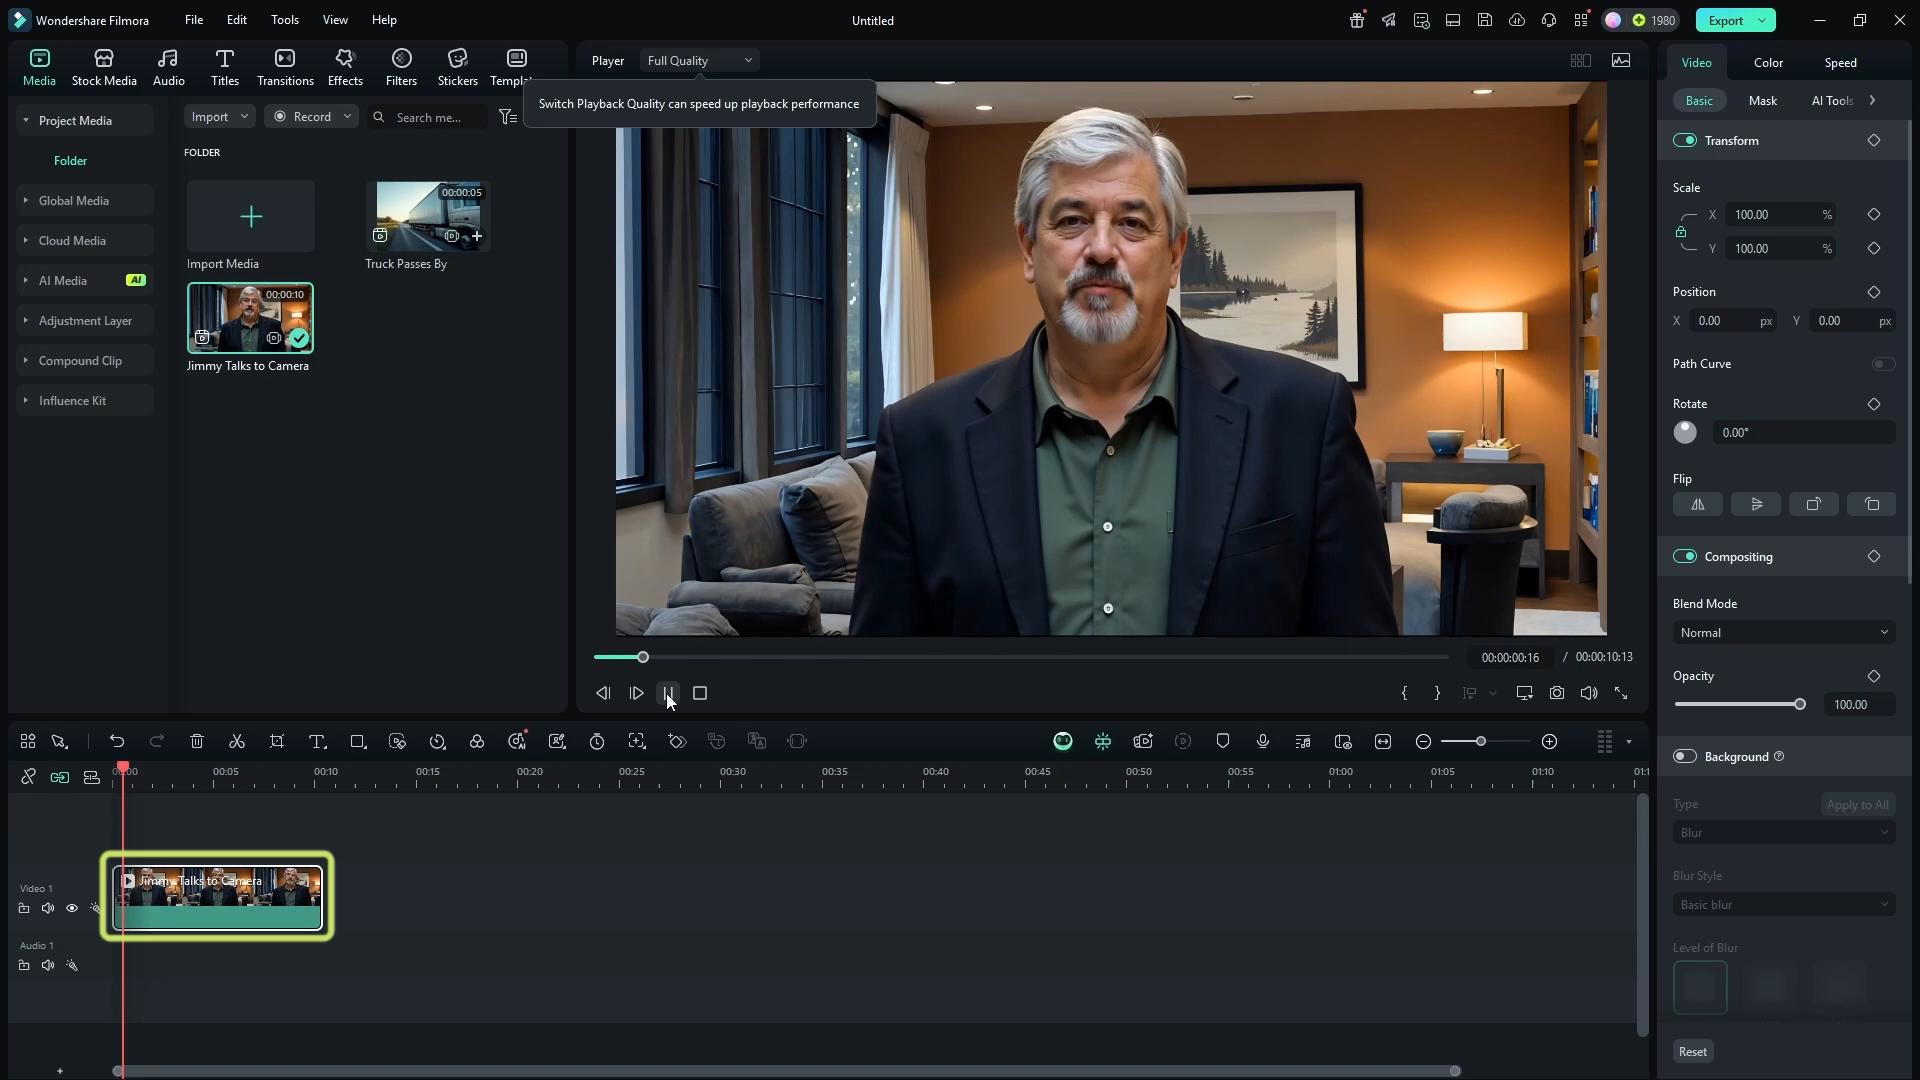 Wondershare Filmora
File
Edit
Tools
View
Help
Untitled
1980
Export
Media
Stock Media
Audio
Titles
Transitions
Effects
Filters
Stickers
Templ
Player
Full Quality
Switch Playback Quality can speed up playback performance
Video
Color
Speed
Basic
Mask
AI Tools
Project Media
Folder
Global Media
Cloud Media
AI Media
AI
Adjustment Layer
Compound Clip
Influence Kit
Import
Record
Search me...
FOLDER
Import Media
00:00:05
Truck Passes By
00:00:10
Jimmy Talks to Camera
00:00:00:16 / 00:00:10:13
Transform
Scale
X 100.00 %
Y 100.00 %
Position
X 0.00 px Y 0.00 px
Path Curve
Rotate
0.00°
Flip
Compositing
Blend Mode
Normal
Opacity
100.00
Background
Type
Apply to All
Blur
Blur Style
Basic blur
Level of Blur
Reset
00:00 00:05 00:10 00:15 00:20 00:25 00:30 00:35 00:40 00:45 00:50 00:55 01:00 01:05 01:10 01:1
Video 1
Jimmy Talks to Camera
Audio 1